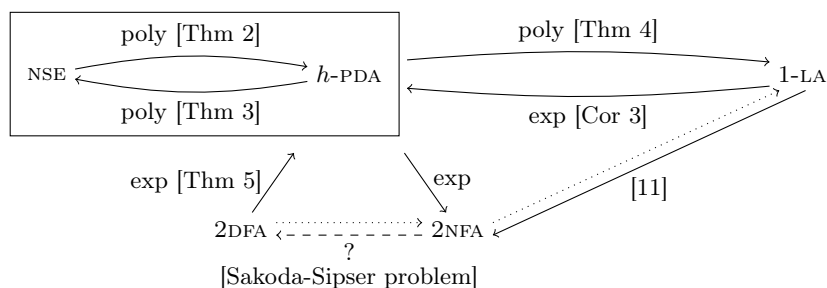 poly [Thm 2]
poly [Thm 4]
NSE
h-PDA
1-LA
poly [Thm 3]
exp [Cor 3]
exp [Thm 5]
exp
[11]
2DFA
2NFA
?
[Sakoda-Sipser problem]